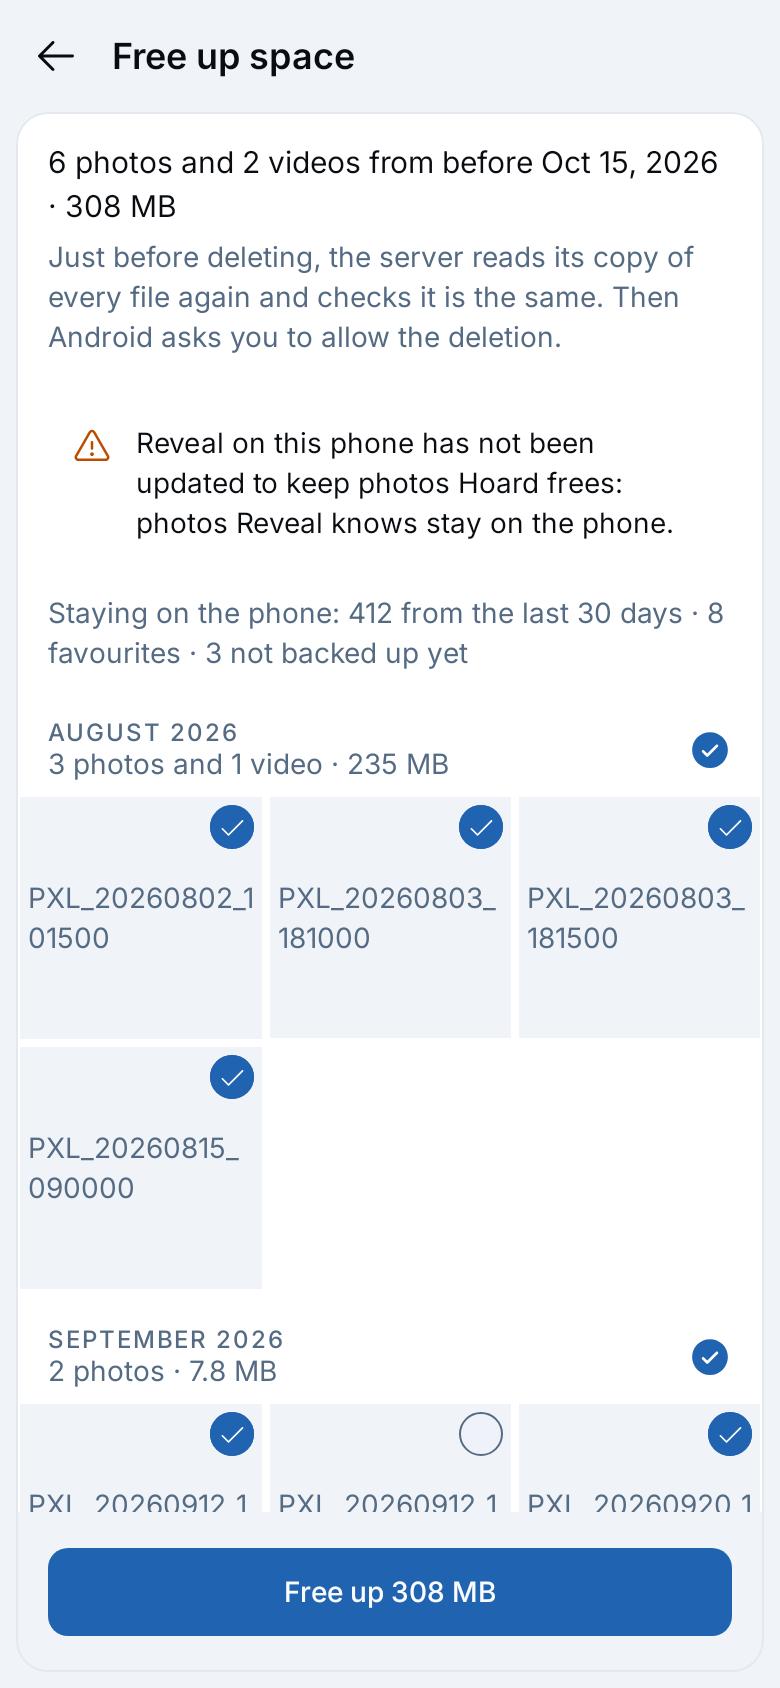 Free up space
6 photos and 2 videos from before Oct 15, 2026
· 308 MB
Just before deleting, the server reads its copy of
every file again and checks it is the same. Then
Android asks you to allow the deletion.
Reveal on this phone has not been
updated to keep photos Hoard frees:
photos Reveal knows stay on the phone.
Staying on the phone: 412 from the last 30 days · 8
favourites · 3 not backed up yet
AUGUST 2026
3 photos and 1 video · 235 MB
PXL_20260802_1
01500
PXL_20260803_
181000
PXL_20260803_
181500
PXL_20260815_
090000
SEPTEMBER 2026
2 photos · 7.8 MB
PXL_20260912_1
PXL_20260912_1
PXL_20260920_1
Free up 308 MB